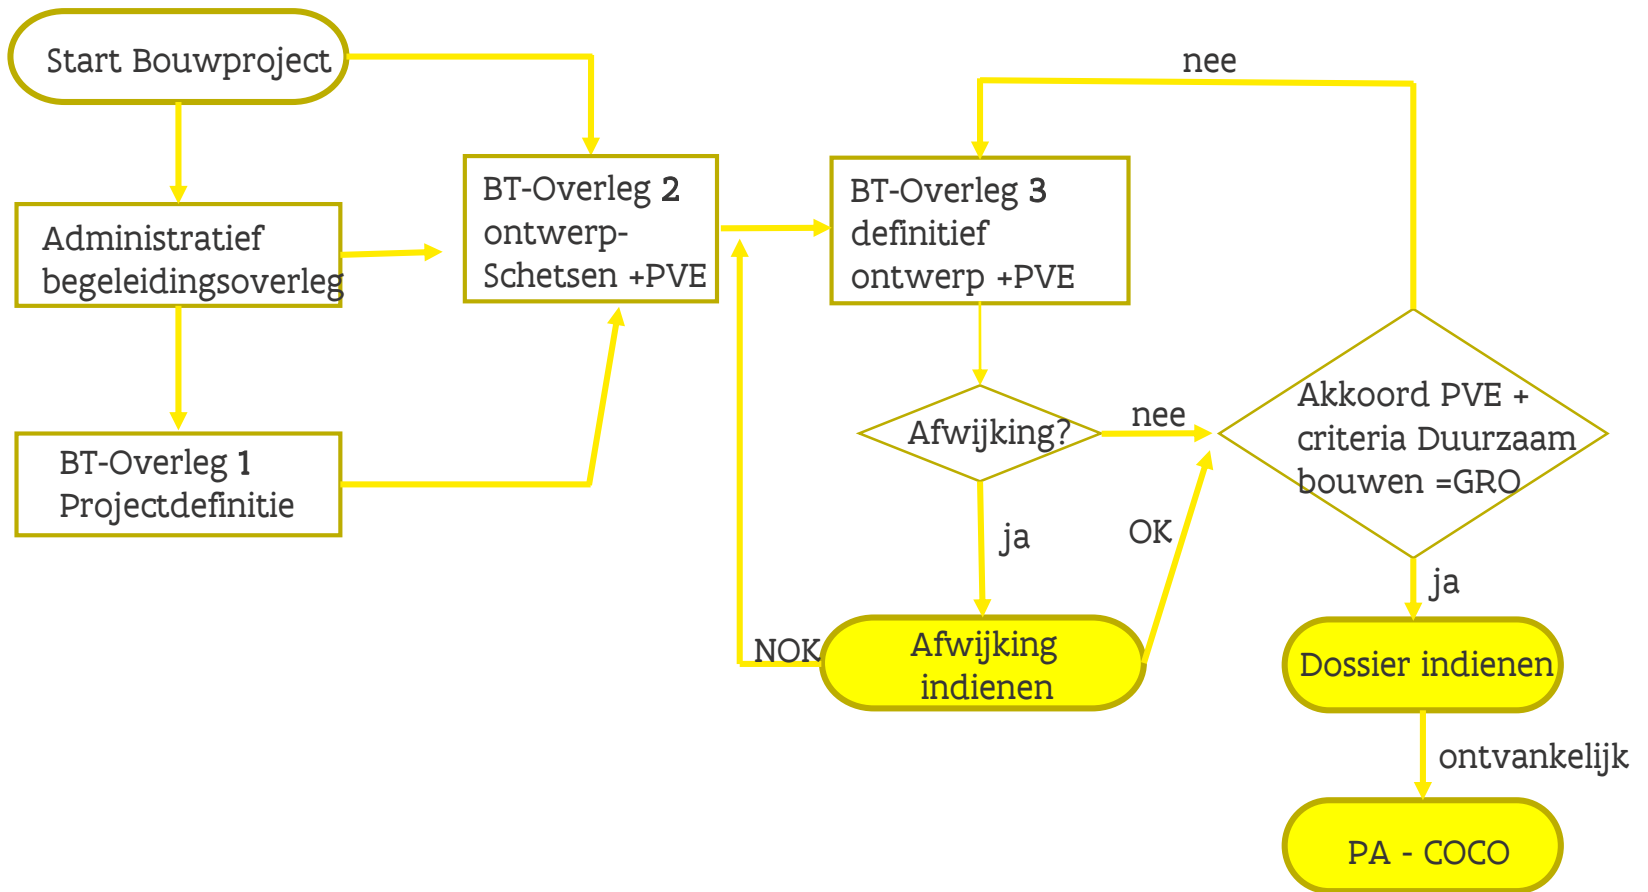 Start Bouwproject
nee
Administratief
begeleidingsoverleg
BT-Overleg 2
ontwerp-
Schetsen +PVE
BT-Overleg 3
definitief
ontwerp +PVE
BT-Overleg 1
Projectdefinitie
Afwijking?
nee
Akkoord PVE +
criteria Duurzaam
bouwen =GRO
ja
OK
ja
NOK
Afwijking
indienen
Dossier indienen
ontvankelijk
PA - COCO